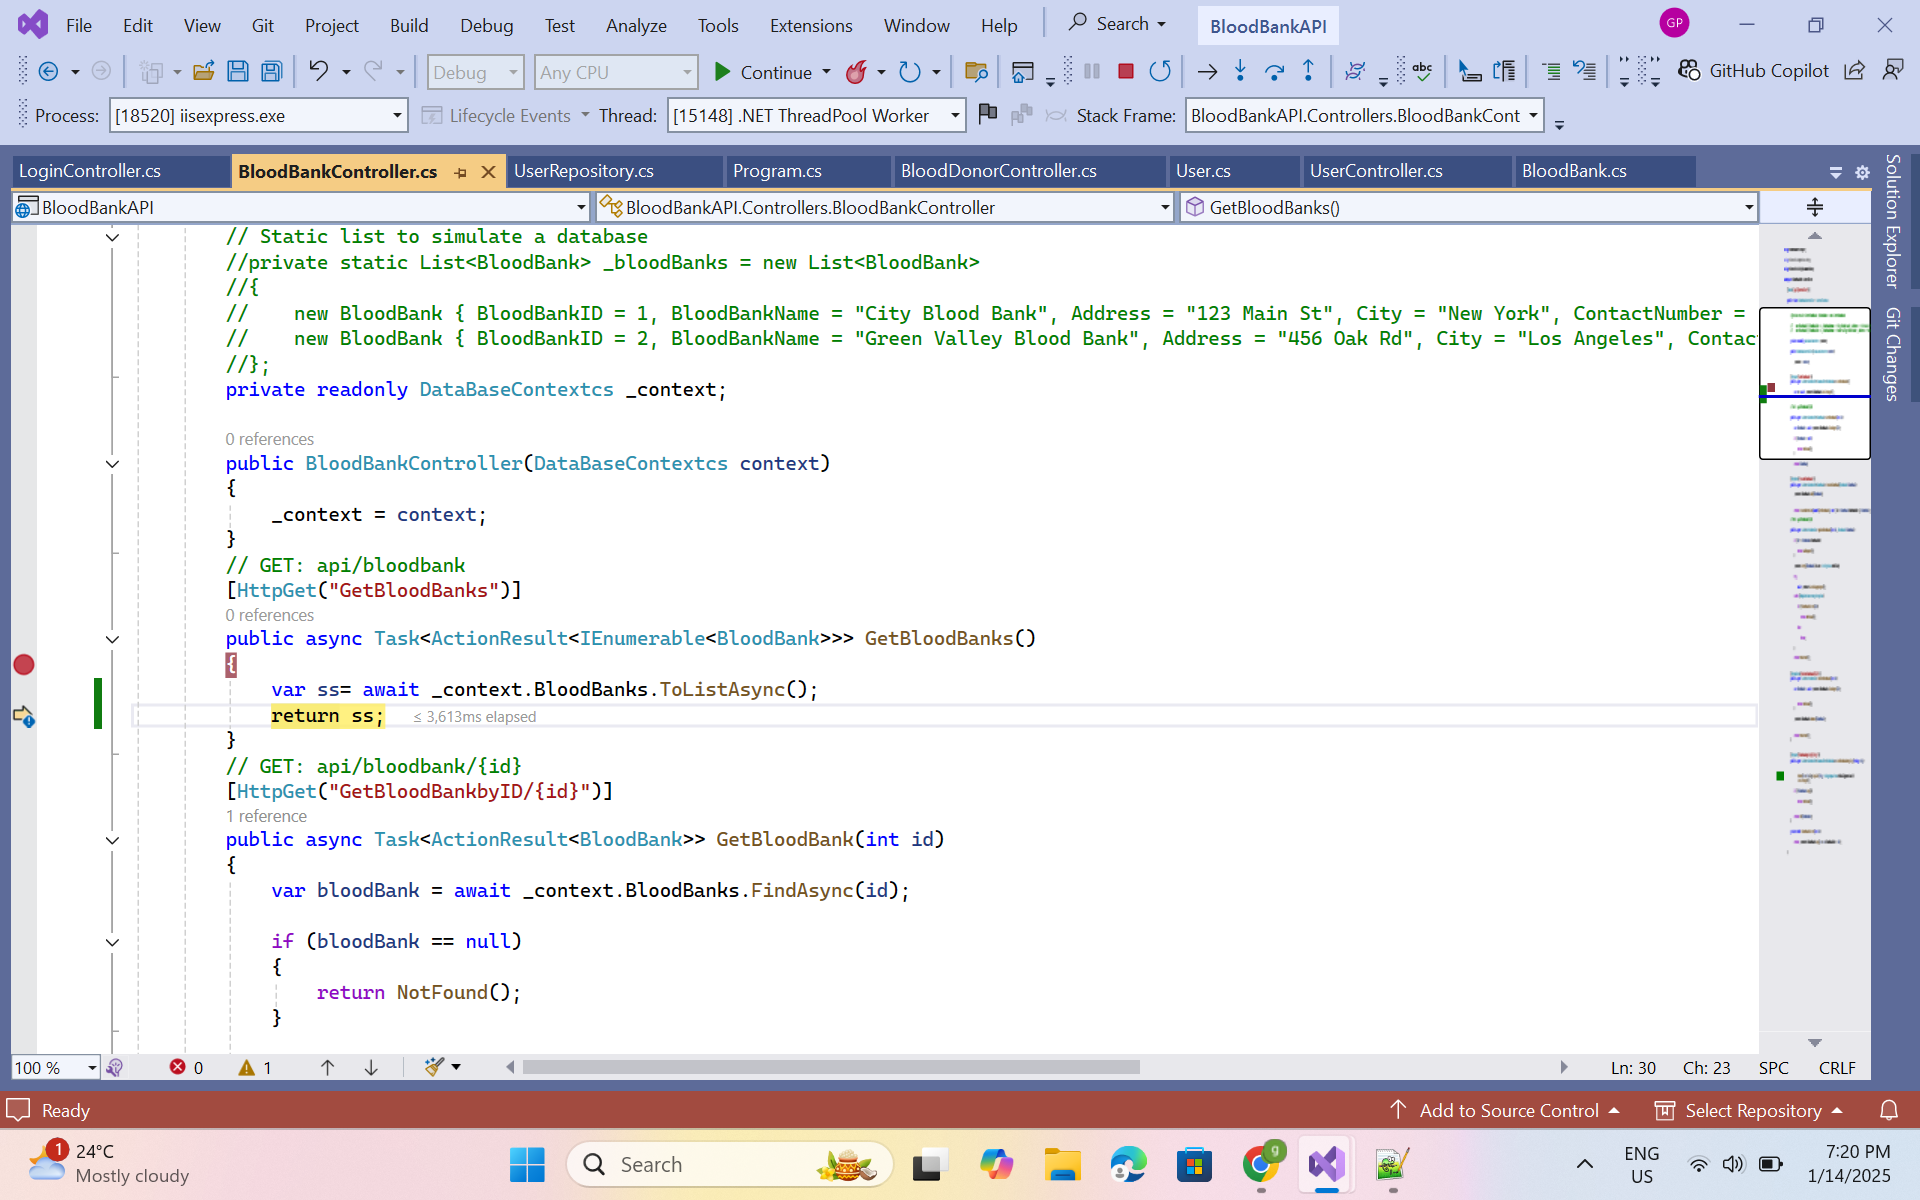 File Edit View Git Project Build Debug Test Analyze Tools Extensions Window Help Search BloodBankAPI GP
Debug Any CPU Continue abc GitHub Copilot
Process: [18520] iisexpress.exe Lifecycle Events Thread: [15148] .NET ThreadPool Worker Stack Frame: BloodBankAPI.Controllers.BloodBankCont
LoginController.cs BloodBankController.cs UserRepository.cs Program.cs BloodDonorController.cs User.cs UserController.cs BloodBank.cs
BloodBankAPI BloodBankAPI.Controllers.BloodBankController GetBloodBanks()
Solution Explorer
Git Changes
// Static list to simulate a database
//private static List<BloodBank> _bloodBanks = new List<BloodBank>
//{
//    new BloodBank { BloodBankID = 1, BloodBankName = "City Blood Bank", Address = "123 Main St", City = "New York", ContactNumber =
//    new BloodBank { BloodBankID = 2, BloodBankName = "Green Valley Blood Bank", Address = "456 Oak Rd", City = "Los Angeles", Contac
//};
private readonly DataBaseContextcs _context;
0 references
public BloodBankController(DataBaseContextcs context)
{
_context = context;
}
// GET: api/bloodbank
[HttpGet("GetBloodBanks")]
0 references
public async Task<ActionResult<IEnumerable<BloodBank>>> GetBloodBanks()
{
var ss= await _context.BloodBanks.ToListAsync();
return ss; ≤ 3,613ms elapsed
}
// GET: api/bloodbank/{id}
[HttpGet("GetBloodBankbyID/{id}")]
1 reference
public async Task<ActionResult<BloodBank>> GetBloodBank(int id)
{
var bloodBank = await _context.BloodBanks.FindAsync(id);
if (bloodBank == null)
{
return NotFound();
}
100 % 0 1 Ln: 30 Ch: 23 SPC CRLF
Ready Add to Source Control Select Repository
1 24°C
Mostly cloudy
Search
g
ENG
US
7:20 PM
1/14/2025